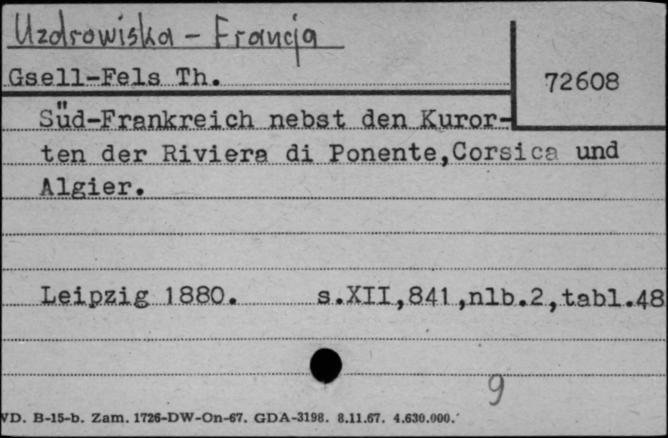 Uzdrowiska - Francja
Gsell-Fels Th.
72608
Süd-Frankreich nebst den Kuror-
ten der Riviera di Ponente,Corsica und
Algier.
Leipzig 1880. s.XII,841,nlb.2,tabl.48
9
VD. B-15-b. Zam. 1726-DW-On-67. GDA-3198. 8.11.67. 4.630.000.